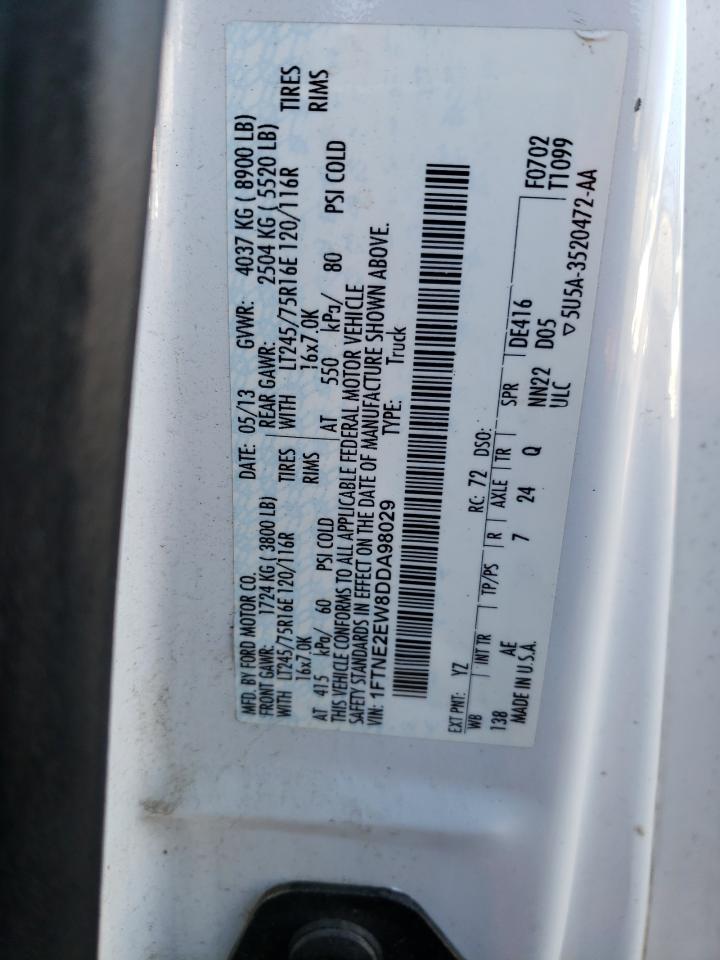 MFD. BY FORD MOTOR CO.
DATE: 05/13 GVWR: 4037 KG ( 8900 LB)
FRONT GAWR: 1724 KG ( 3800 LB) REAR GAWR: 2504 KG ( 5520 LB)
WITH LT245/75R16E 120/116R TIRES WITH LT245/75R16E 120/116R TIRES
16x7.0K RIMS 16x7.0K RIMS
AT 415 kPa/ 60 PSI COLD AT 550 kPa/ 80 PSI COLD
THIS VEHICLE CONFORMS TO ALL APPLICABLE FEDERAL MOTOR VEHICLE
SAFETY STANDARDS IN EFFECT ON THE DATE OF MANUFACTURE SHOWN ABOVE.
VIN: 1FTNE2EW8DDA98029 TYPE: Truck
EXT PNT: YZ RC: 72 DSO:
WB | INT TR | TP/PS | R | AXLE | TR | SPR DE416 F0702
138 AE 7 24 Q NN22 D05 T1099
MADE IN U.S.A. ULC ▽5U5A-3520472-AA